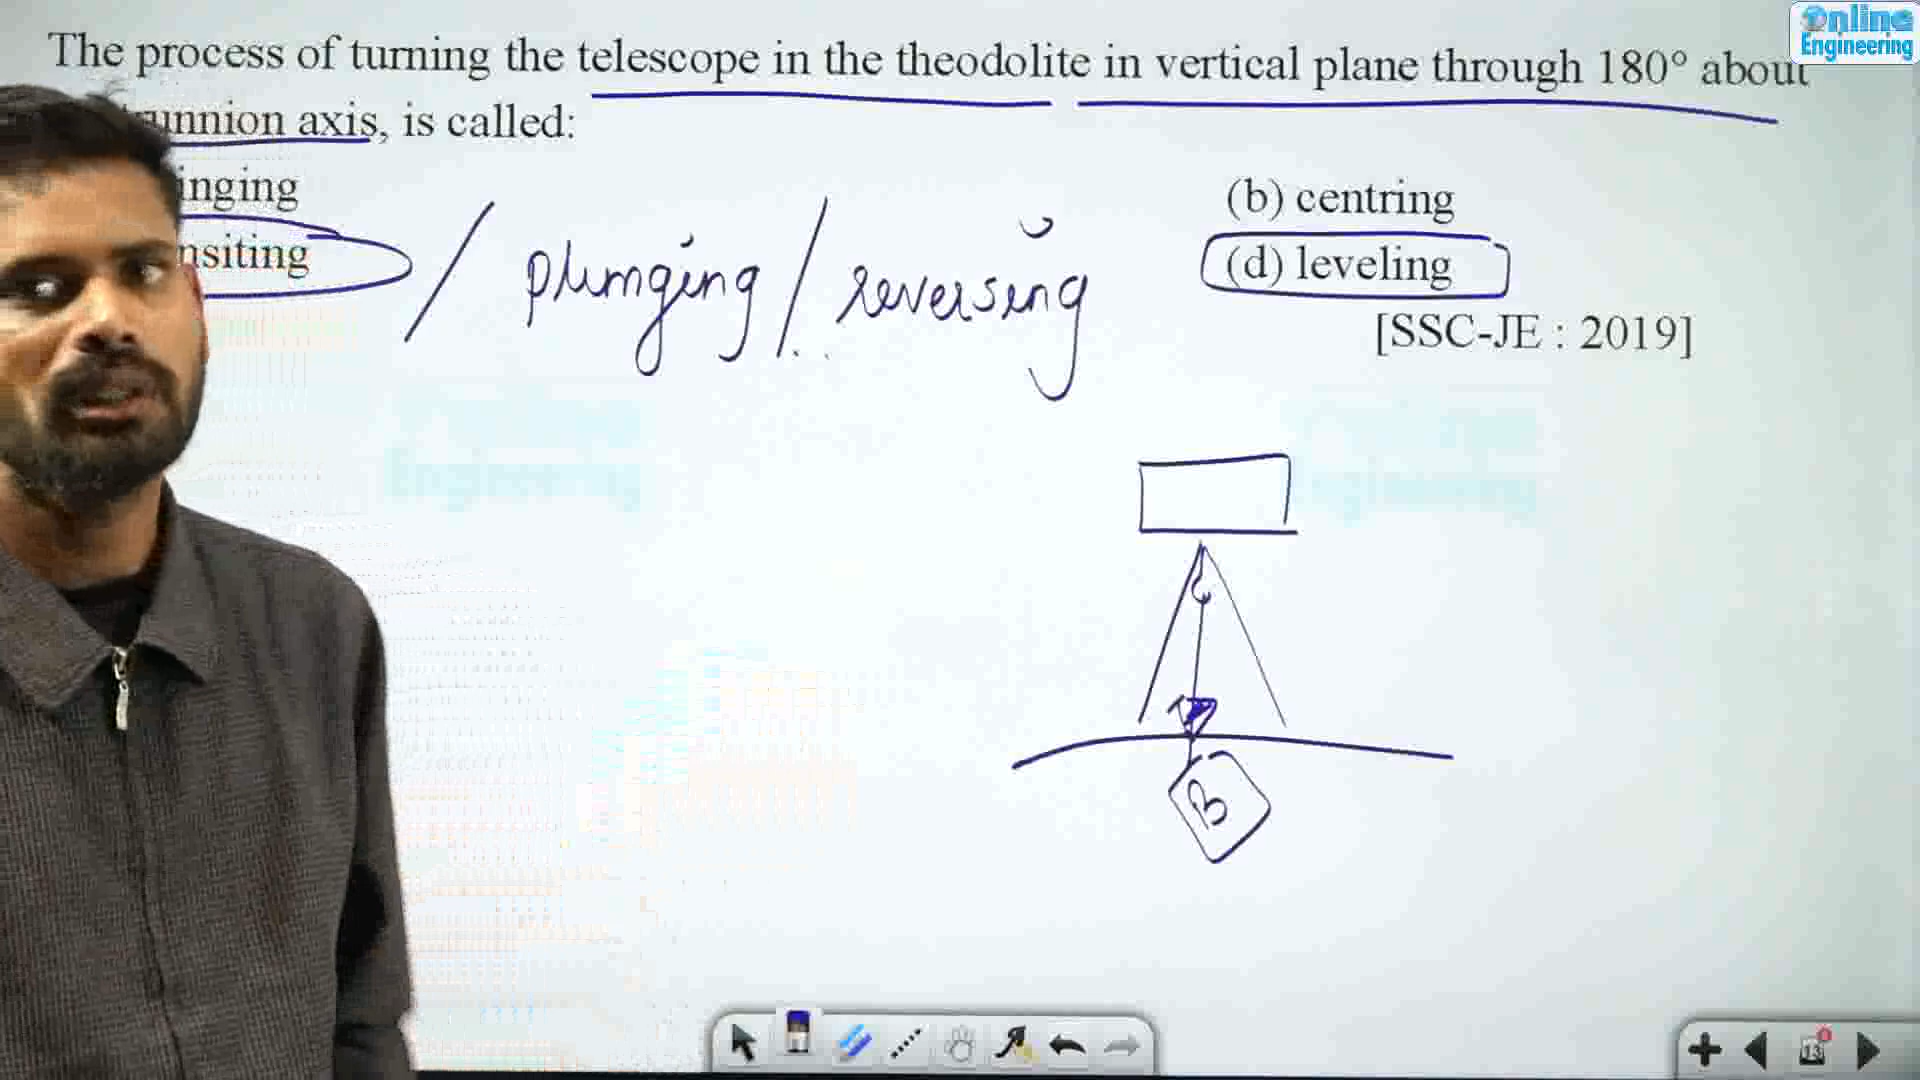 Online
Engineering
The process of turning the telescope in the theodolite in vertical plane through 180° about
unnion axis, is called:
inging
(b) centring
nsiting / plunging / reversing
(d) leveling
[SSC-JE : 2019]
B
13